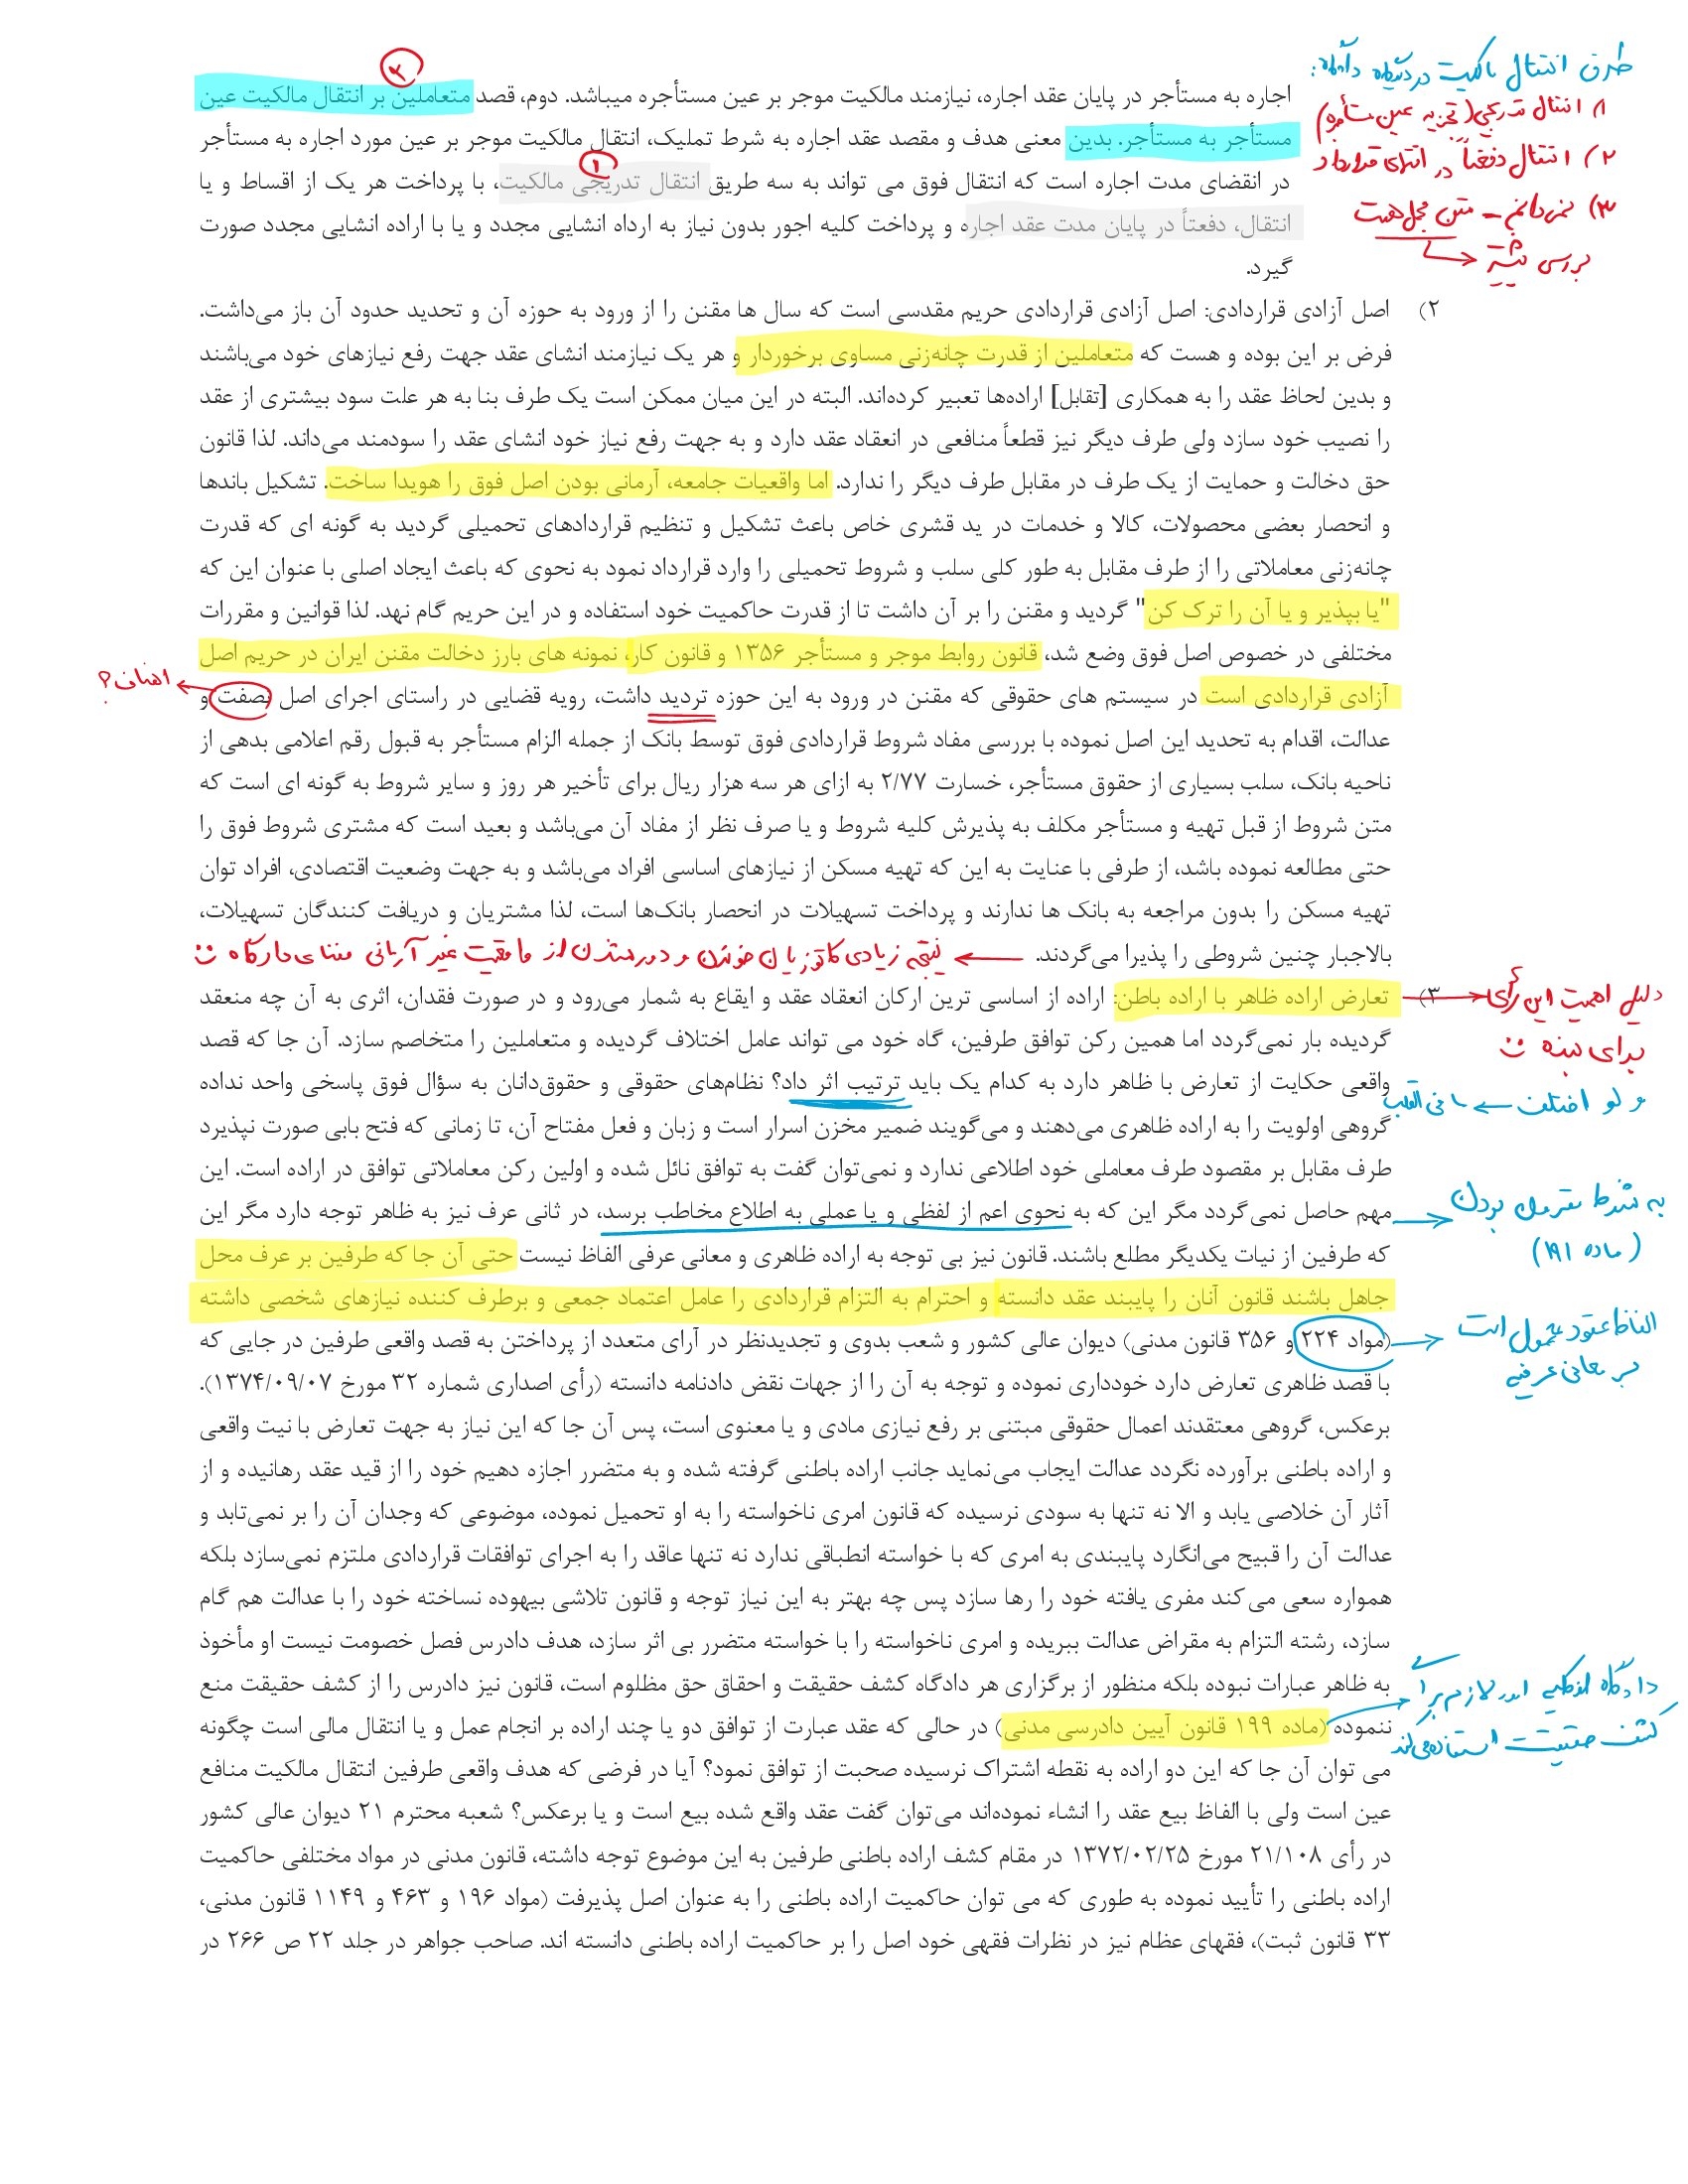 طرق انتقال مالکیت در دیدگاه دادگاه:
۱) انتقال تدریجی (تجزیه عین مستأجره)
۲) انتقال دفعتاً در انتهای قرارداد
۳) نمی‌دانم - متن مجمل هست
بررسی بیشتر
۲
اجاره به مستأجر در پایان عقد اجاره، نیازمند مالکیت موجر بر عین مستأجره میباشد. دوم، قصد متعاملین بر انتقال مالکیت عین
مستأجر به مستأجر. بدین معنی هدف و مقصد عقد اجاره به شرط تملیک، انتقال مالکیت موجر بر عین مورد اجاره به مستأجر
۱
در انقضای مدت اجاره است که انتقال فوق می تواند به سه طریق انتقال تدریجی مالکیت، با پرداخت هر یک از اقساط و یا
انتقال، دفعتاً در پایان مدت عقد اجاره و پرداخت کلیه اجور بدون نیاز به ارداه انشایی مجدد و یا با اراده انشایی مجدد صورت
گیرد.
۲) اصل آزادی قراردادی: اصل آزادی قراردادی حریم مقدسی است که سال ها مقنن را از ورود به حوزه آن و تحدید حدود آن باز می‌داشت.
فرض بر این بوده و هست که متعاملین از قدرت چانه‌زنی مساوی برخوردار و هر یک نیازمند انشای عقد جهت رفع نیازهای خود می‌باشند
و بدین لحاظ عقد را به همکاری [تقابل] اراده‌ها تعبیر کرده‌اند. البته در این میان ممکن است یک طرف بنا به هر علت سود بیشتری از عقد
را نصیب خود سازد ولی طرف دیگر نیز قطعاً منافعی در انعقاد عقد دارد و به جهت رفع نیاز خود انشای عقد را سودمند می‌داند. لذا قانون
حق دخالت و حمایت از یک طرف در مقابل طرف دیگر را ندارد. اما واقعیات جامعه، آرمانی بودن اصل فوق را هویدا ساخت. تشکیل باندها
و انحصار بعضی محصولات، کالا و خدمات در ید قشری خاص باعث تشکیل و تنظیم قراردادهای تحمیلی گردید به گونه ای که قدرت
چانه‌زنی معاملاتی را از طرف مقابل به طور کلی سلب و شروط تحمیلی را وارد قرارداد نمود به نحوی که باعث ایجاد اصلی با عنوان این که
"یا بپذیر و یا آن را ترک کن" گردید و مقنن را بر آن داشت تا از قدرت حاکمیت خود استفاده و در این حریم گام نهد. لذا قوانین و مقررات
مختلفی در خصوص اصل فوق وضع شد، قانون روابط موجر و مستأجر ۱۳۵۶ و قانون کار، نمونه های بارز دخالت مقنن ایران در حریم اصل
آزادی قراردادی است در سیستم های حقوقی که مقنن در ورود به این حوزه تردید داشت، رویه قضایی در راستای اجرای اصل نصفت و
انصاف؟
عدالت، اقدام به تحدید این اصل نموده با بررسی مفاد شروط قراردادی فوق توسط بانک از جمله الزام مستأجر به قبول رقم اعلامی بدهی از
ناحیه بانک، سلب بسیاری از حقوق مستأجر، خسارت ۲/۷۷ به ازای هر سه هزار ریال برای تأخیر هر روز و سایر شروط به گونه ای است که
متن شروط از قبل تهیه و مستأجر مکلف به پذیرش کلیه شروط و یا صرف نظر از مفاد آن می‌باشد و بعید است که مشتری شروط فوق را
حتی مطالعه نموده باشد، از طرفی با عنایت به این که تهیه مسکن از نیازهای اساسی افراد می‌باشد و به جهت وضعیت اقتصادی، افراد توان
تهیه مسکن را بدون مراجعه به بانک ها ندارند و پرداخت تسهیلات در انحصار بانک‌ها است، لذا مشتریان و دریافت کنندگان تسهیلات،
بالاجبار چنین شروطی را پذیرا می‌گردند. نتیجه زیادی کاتوزیان خوندن و دور شدن از واقعیت غیر آرمانی فضای دادگاه
۳) تعارض اراده ظاهر با اراده باطن: اراده از اساسی ترین ارکان انعقاد عقد و ایقاع به شمار می‌رود و در صورت فقدان، اثری به آن چه منعقد
دلیل اهمیت این رأی
برای بنده
گردیده بار نمی‌گردد اما همین رکن توافق طرفین، گاه خود می تواند عامل اختلاف گردیده و متعاملین را متخاصم سازد. آن جا که قصد
واقعی حکایت از تعارض با ظاهر دارد به کدام یک باید ترتیب اثر داد؟ نظام‌های حقوقی و حقوق‌دانان به سؤال فوق پاسخی واحد نداده
و لو اختلف ما فی القلب
گروهی اولویت را به اراده ظاهری می‌دهند و می‌گویند ضمیر مخزن اسرار است و زبان و فعل مفتاح آن، تا زمانی که فتح بابی صورت نپذیرد
طرف مقابل بر مقصود طرف معاملی خود اطلاعی ندارد و نمی‌توان گفت به توافق نائل شده و اولین رکن معاملاتی توافق در اراده است. این
مهم حاصل نمی‌گردد مگر این که به نحوی اعم از لفظی و یا عملی به اطلاع مخاطب برسد، در ثانی عرف نیز به ظاهر توجه دارد مگر این
به شرط مقرون بودن
(ماده ۱۹۱)
که طرفین از نیات یکدیگر مطلع باشند. قانون نیز بی توجه به اراده ظاهری و معانی عرفی الفاظ نیست حتی آن جا که طرفین بر عرف محل
جاهل باشند قانون آنان را پایبند عقد دانسته و احترام به التزام قراردادی را عامل اعتماد جمعی و برطرف کننده نیازهای شخصی داشته
(مواد ۲۲۴ و ۳۵۶ قانون مدنی) دیوان عالی کشور و شعب بدوی و تجدیدنظر در آرای متعدد از پرداختن به قصد واقعی طرفین در جایی که
الفاظ عقود محمول است
بر معانی عرفیه
با قصد ظاهری تعارض دارد خودداری نموده و توجه به آن را از جهات نقض دادنامه دانسته (رأی اصداری شماره ۳۲ مورخ ۱۳۷۴/۰۹/۰۷).
برعکس، گروهی معتقدند اعمال حقوقی مبتنی بر رفع نیازی مادی و یا معنوی است، پس آن جا که این نیاز به جهت تعارض با نیت واقعی
و اراده باطنی برآورده نگردد عدالت ایجاب می‌نماید جانب اراده باطنی گرفته شده و به متضرر اجازه دهیم خود را از قید عقد رهانیده و از
آثار آن خلاصی یابد و الا نه تنها به سودی نرسیده که قانون امری ناخواسته را به او تحمیل نموده، موضوعی که وجدان آن را بر نمی‌تابد و
عدالت آن را قبیح می‌انگارد پایبندی به امری که با خواسته انطباقی ندارد نه تنها عاقد را به اجرای توافقات قراردادی ملتزم نمی‌سازد بلکه
همواره سعی می کند مفری یافته خود را رها سازد پس چه بهتر به این نیاز توجه و قانون تلاشی بیهوده نساخته خود را با عدالت هم گام
سازد، رشته التزام به مقراض عدالت ببریده و امری ناخواسته را با خواسته متضرر بی اثر سازد، هدف دادرس فصل خصومت نیست او مأخوذ
به ظاهر عبارات نبوده بلکه منظور از برگزاری هر دادگاه کشف حقیقت و احقاق حق مظلوم است، قانون نیز دادرس را از کشف حقیقت منع
ننموده (ماده ۱۹۹ قانون آیین دادرسی مدنی) در حالی که عقد عبارت از توافق دو یا چند اراده بر انجام عمل و یا انتقال مالی است چگونه
دادگاه از کلیه امور لازم برای
کشف حقیقت استفاده می‌کند
می توان آن جا که این دو اراده به نقطه اشتراک نرسیده صحبت از توافق نمود؟ آیا در فرضی که هدف واقعی طرفین انتقال مالکیت منافع
عین است ولی با الفاظ بیع عقد را انشاء نموده‌اند می‌توان گفت عقد واقع شده بیع است و یا برعکس؟ شعبه محترم ۲۱ دیوان عالی کشور
در رأی ۲۱/۱۰۸ مورخ ۱۳۷۲/۰۲/۲۵ در مقام کشف اراده باطنی طرفین به این موضوع توجه داشته، قانون مدنی در مواد مختلفی حاکمیت
اراده باطنی را تأیید نموده به طوری که می توان حاکمیت اراده باطنی را به عنوان اصل پذیرفت (مواد ۱۹۶ و ۴۶۳ و ۱۱۴۹ قانون مدنی،
۳۳ قانون ثبت)، فقهای عظام نیز در نظرات فقهی خود اصل را بر حاکمیت اراده باطنی دانسته اند. صاحب جواهر در جلد ۲۲ ص ۲۶۶ در